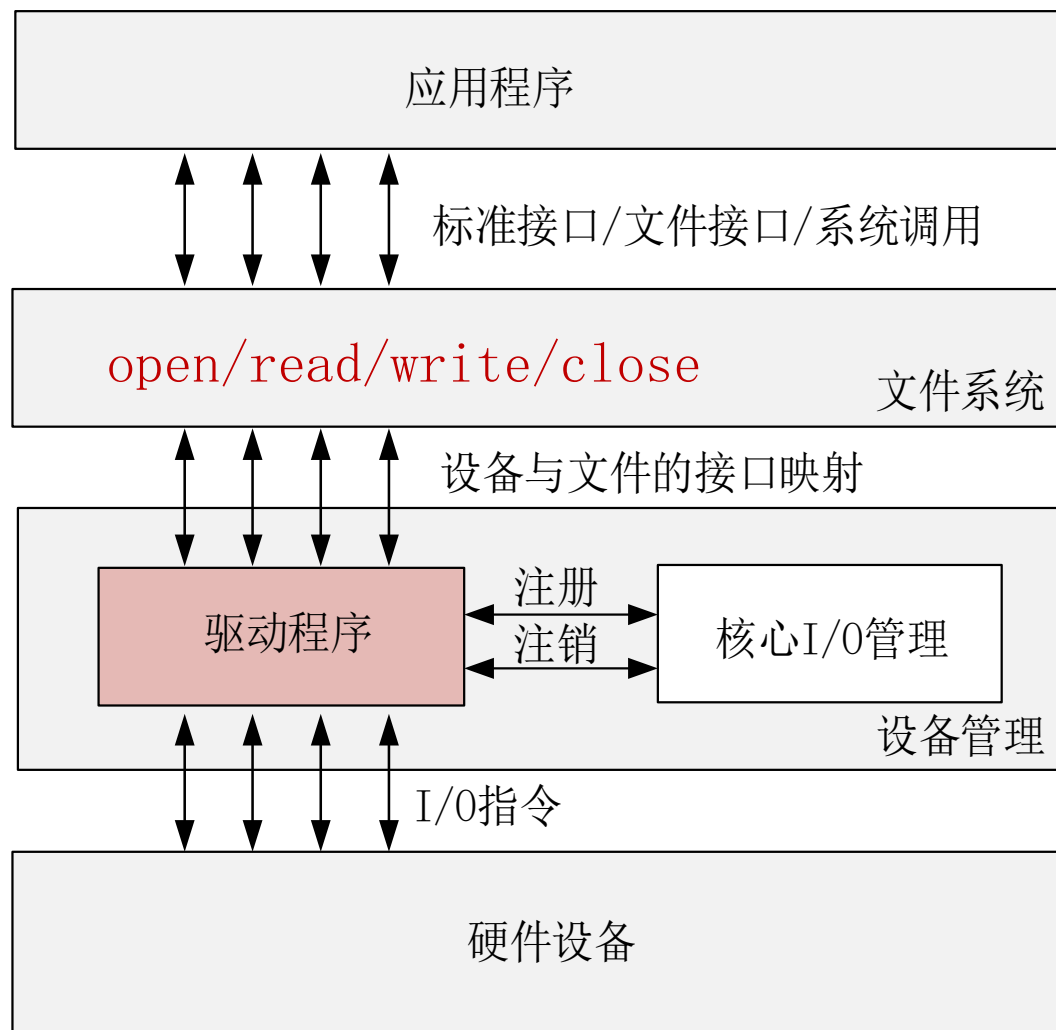 应用程序
标准接口/文件接口/系统调用
open/read/write/close
文件系统
设备与文件的接口映射
驱动程序
注册
注销
核心I/O管理
设备管理
I/O指令
硬件设备